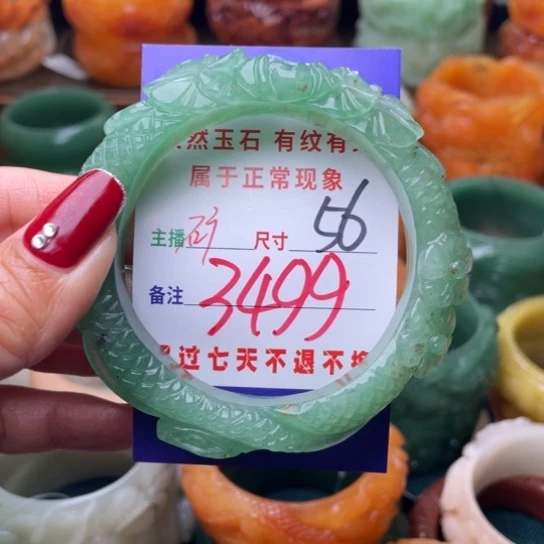 然玉石 有纹有
属于正常现象
主播 矿 尺寸 56
备注 3499
过七天不退不换